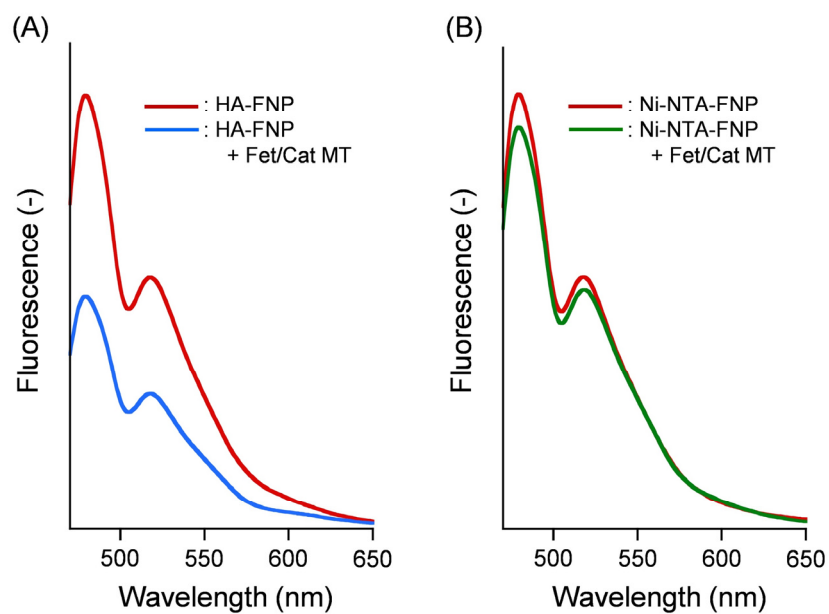 (A)
: HA-FNP
: HA-FNP
+ Fet/Cat MT
Fluorescence (-)
500 550 600 650
Wavelength (nm)
(B)
: Ni-NTA-FNP
: Ni-NTA-FNP
+ Fet/Cat MT
Fluorescence (-)
500 550 600 650
Wavelength (nm)